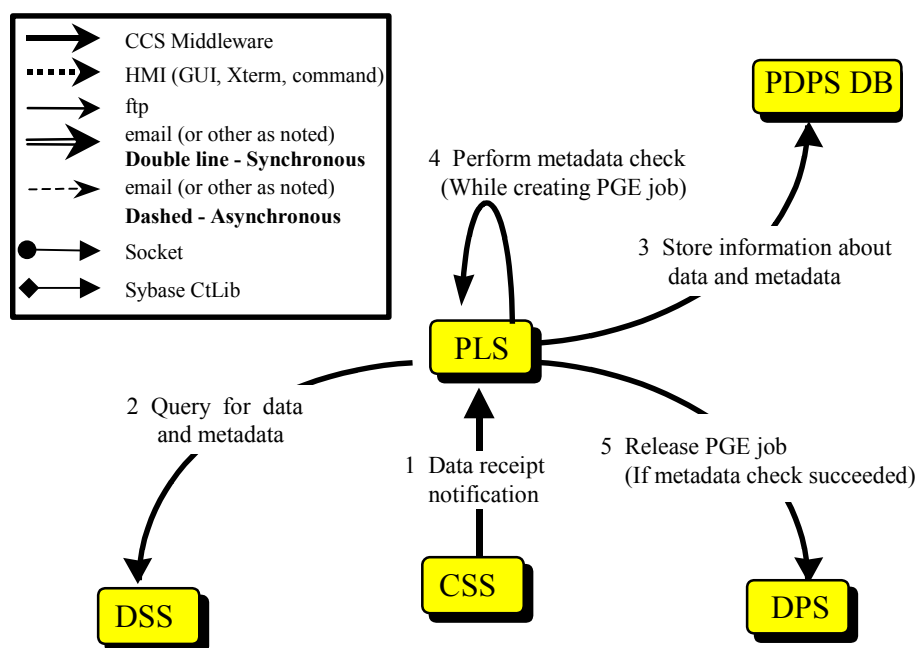 CCS Middleware
HMI (GUI, Xterm, command)
ftp
email (or other as noted)
Double line - Synchronous
email (or other as noted)
Dashed - Asynchronous
Socket
Sybase CtLib
PDPS DB
4 Perform metadata check
(While creating PGE job)
3 Store information about
data and metadata
PLS
2 Query for data
and metadata
1 Data receipt
notification
5 Release PGE job
(If metadata check succeeded)
DSS
CSS
DPS